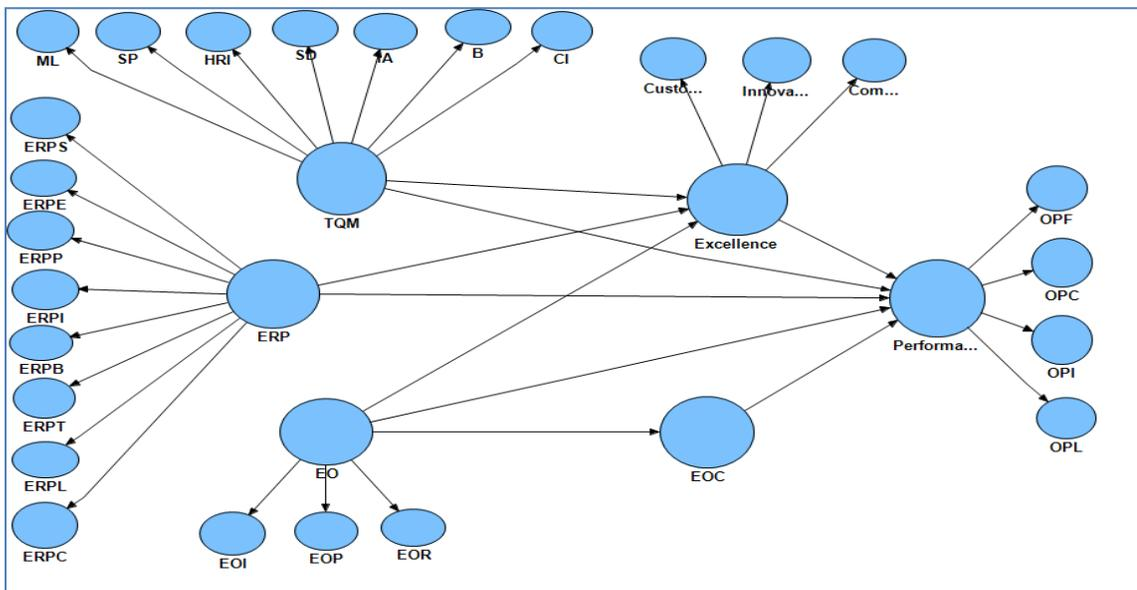 ML
SP
HRI
SD
IA
B
CI
Custo...
Innova...
Com...
ERPS
ERPE
ERPP
ERPI
ERPB
ERPT
ERPL
ERPC
TQM
Excellence
ERP
OPF
OPC
OPI
OPL
Performa...
EO
EOC
EOI
EOP
EOR